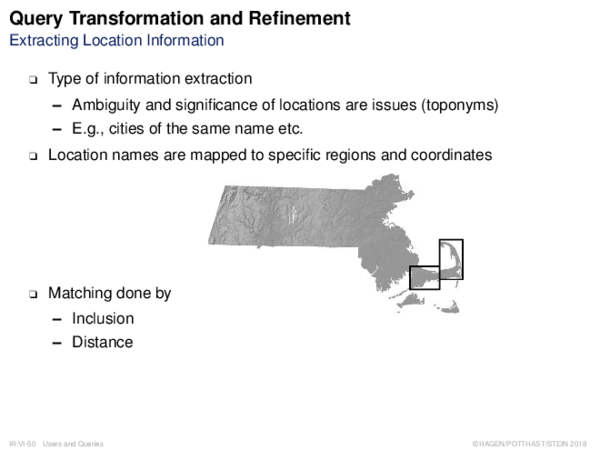 Query Transformation and Refinement
Extracting Location Information
❑ Type of information extraction
– Ambiguity and significance of locations are issues (toponyms)
– E.g., cities of the same name etc.
❑ Location names are mapped to specific regions and coordinates
❑ Matching done by
– Inclusion
– Distance
IR:VI-50 Users and Queries ©HAGEN/POTTHAST/STEIN 2018